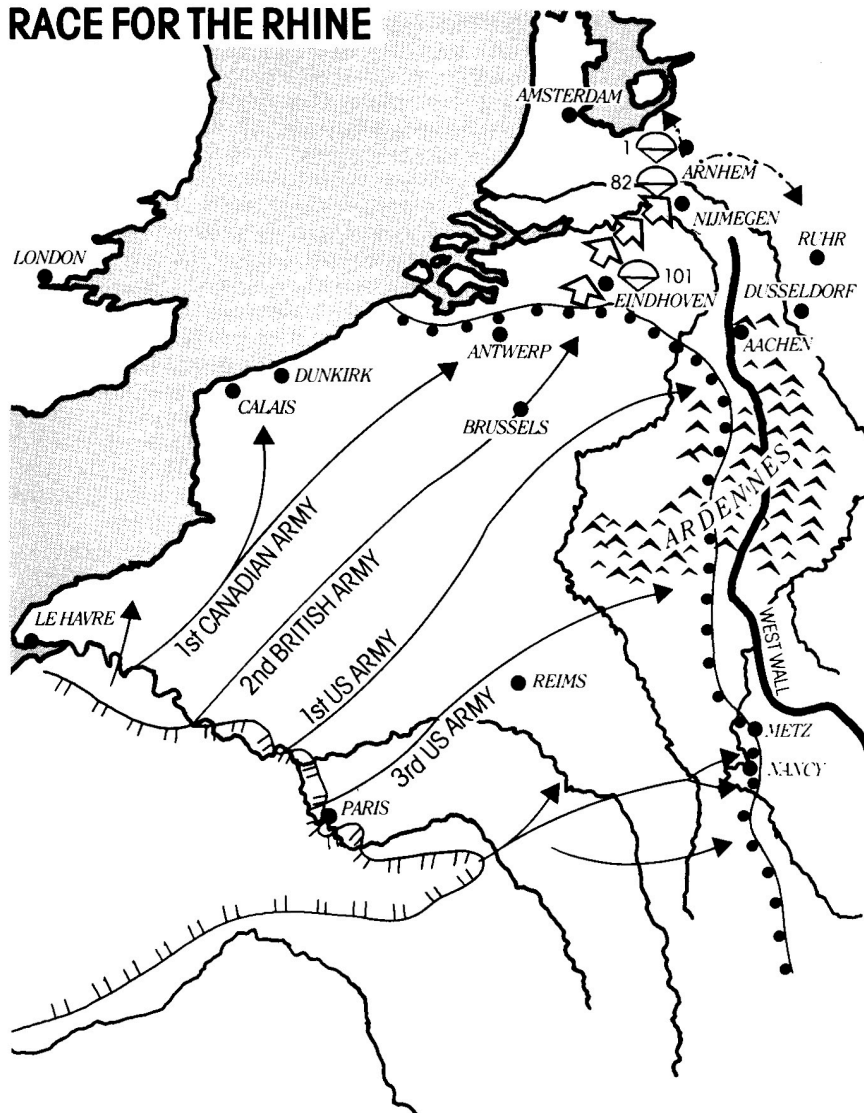 RACE FOR THE RHINE
AMSTERDAM
1
ARNHEM
82
NIJMEGEN
LONDON
RUHR
101
EINDHOVEN
DUSSELDORF
ANTWERP
AACHEN
DUNKIRK
CALAIS
BRUSSELS
ARDENNES
1st CANADIAN ARMY
LE HAVRE
2nd BRITISH ARMY
1st US ARMY
WEST WALL
REIMS
3rd US ARMY
METZ
NANCY
PARIS